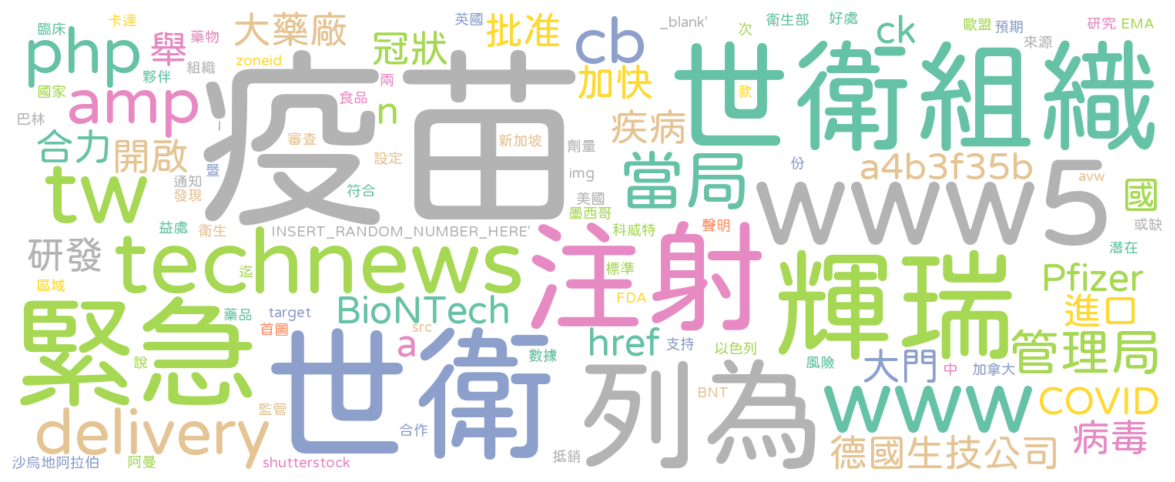 臨床 卡達 英國 _blank' 衛生部 好處 歐盟 研究 EMA
php 舉 藥物 大藥廠 冠狀 批准 cb 次 ck 預期 來源
夥伴 組織 zoneid 加快 世衛組織
國家 amp 疫苗 兩 食品 n 款
巴林 l 審查 新加坡 疾病
合力 開啟 設定 劑量 當局 份 a4b3f35b avw
tw 通知 暨 發現 符合 img 美國 www5 國
益處 衛生 墨西哥 科威特 聲明 或缺
INSERT_RANDOM_NUMBER_HERE' 注射 潛在
研發 technews 迄 標準 輝瑞 Pfizer
區域 FDA 進口
緊急 藥品 target BioNTech
首圖 世衛 src a href 支持 以色列 管理局
說 數據 列為 風險 大門 中 加拿大
delivery 監管 合作 BNT www COVID
抵銷 德國生技公司 病毒
沙烏地阿拉伯 阿曼 shutterstock